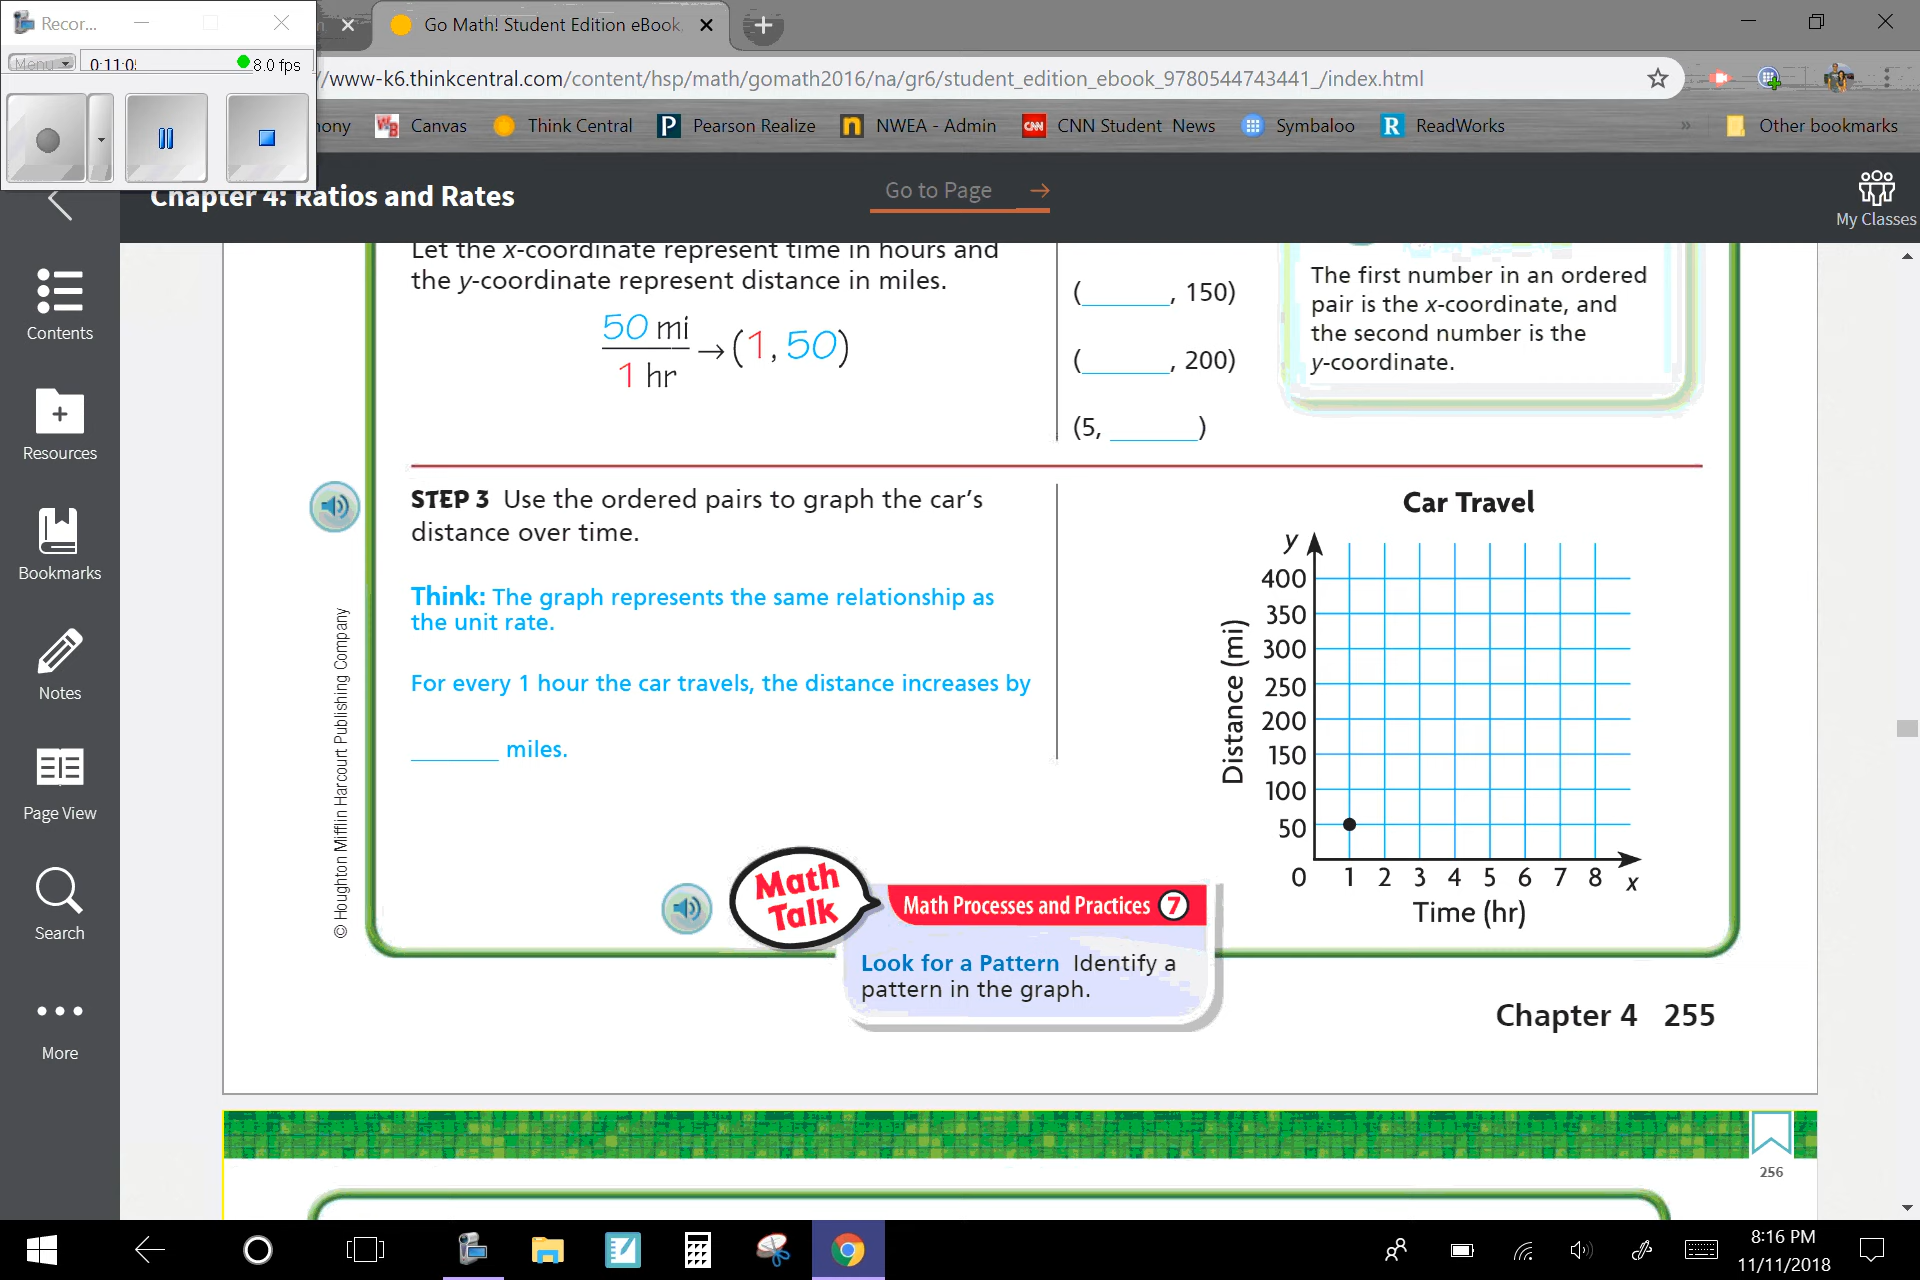 Recor...
Menu
0:11:0
8.0 fps
Go Math! Student Edition eBook
/www-k6.thinkcentral.com/content/hsp/math/gomath2016/na/gr6/student_edition_ebook_9780544743441_/index.html
ony
Canvas
Think Central
Pearson Realize
NWEA - Admin
CNN Student News
Symbaloo
ReadWorks
»
Other bookmarks
Chapter 4: Ratios and Rates
Go to Page →
My Classes
Contents
Resources
Bookmarks
Notes
Page View
Search
More
Let the x-coordinate represent time in hours and
the y-coordinate represent distance in miles.
50 mi
1 hr
→ (1, 50)
(______, 150)
(______, 200)
(5, ______)
The first number in an ordered
pair is the x-coordinate, and
the second number is the
y-coordinate.
STEP 3 Use the ordered pairs to graph the car’s
distance over time.
Think: The graph represents the same relationship as
the unit rate.
For every 1 hour the car travels, the distance increases by
______ miles.
© Houghton Mifflin Harcourt Publishing Company
Car Travel
y
400
350
300
250
200
150
100
50
0 1 2 3 4 5 6 7 8 x
Distance (mi)
Time (hr)
Math
Talk
Math Processes and Practices 7
Look for a Pattern Identify a
pattern in the graph.
Chapter 4 255
256
8:16 PM
11/11/2018